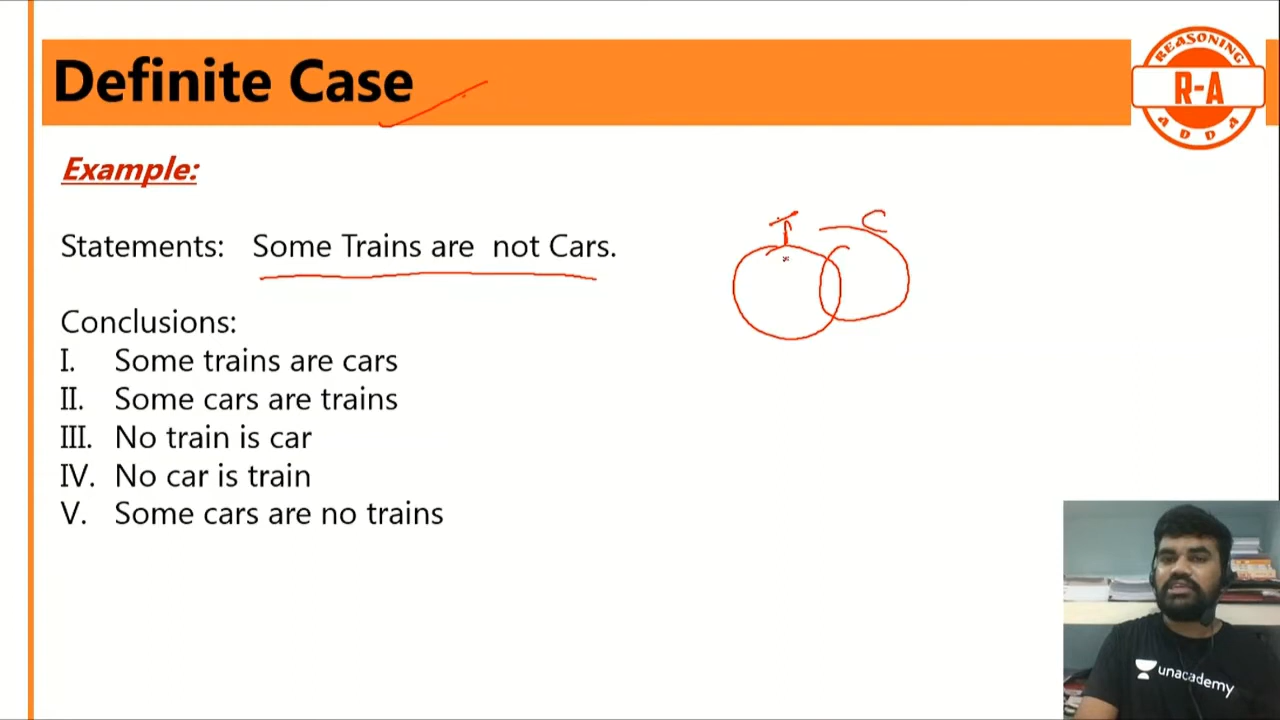 Definite Case
REASONING
R-A
ADDA
Example:
Statements: Some Trains are not Cars.
T C
Conclusions:
I. Some trains are cars
II. Some cars are trains
III. No train is car
IV. No car is train
V. Some cars are no trains
unacademy